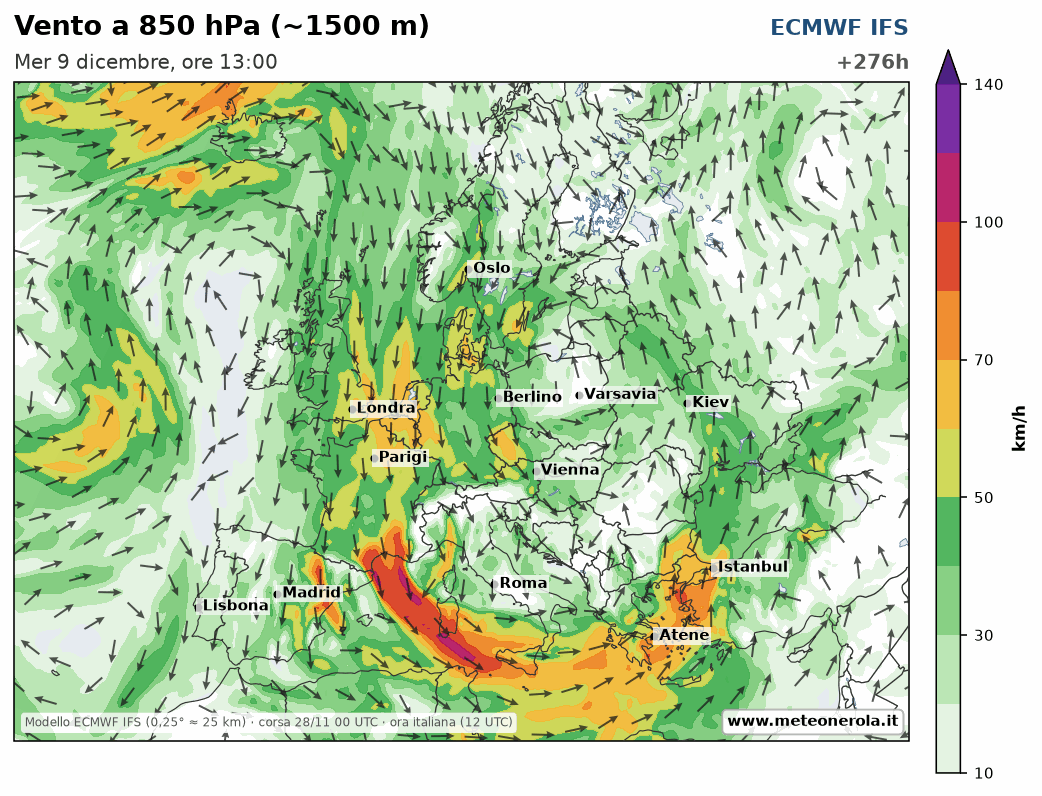 Vento a 850 hPa (~1500 m)
ECMWF IFS
Mer 9 dicembre, ore 13:00
+276h
140
100
70
50
30
10
km/h
Oslo
Berlino
Varsavia
Kiev
Londra
Parigi
Vienna
Istanbul
Roma
Madrid
Lisbona
Atene
Modello ECMWF IFS (0,25° ≈ 25 km) · corsa 28/11 00 UTC · ora italiana (12 UTC)
www.meteonerola.it